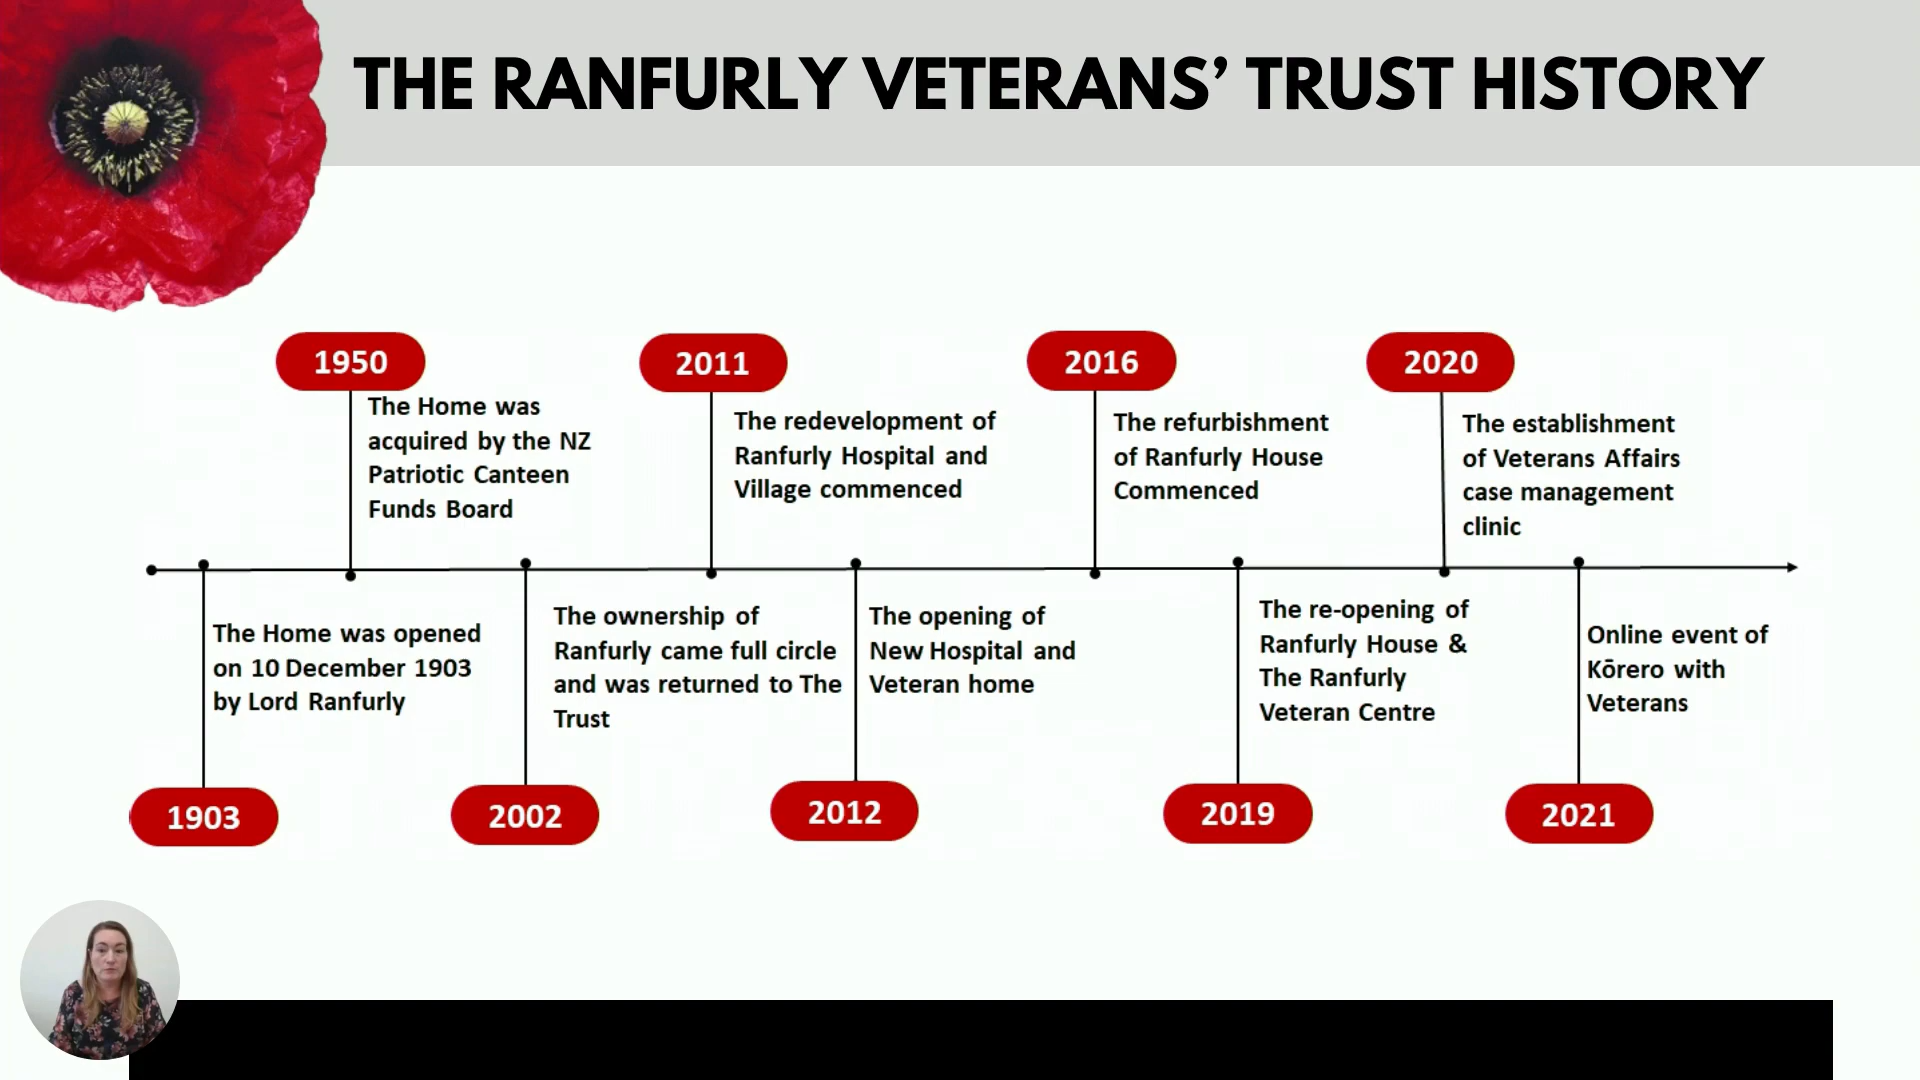 THE RANFURLY VETERANS’ TRUST HISTORY
1950
The Home was
acquired by the NZ
Patriotic Canteen
Funds Board
2011
The redevelopment of
Ranfurly Hospital and
Village commenced
2016
The refurbishment
of Ranfurly House
Commenced
2020
The establishment
of Veterans Affairs
case management
clinic
The Home was opened
on 10 December 1903
by Lord Ranfurly
1903
The ownership of
Ranfurly came full circle
and was returned to The
Trust
2002
The opening of
New Hospital and
Veteran home
2012
The re-opening of
Ranfurly House &
The Ranfurly
Veteran Centre
2019
Online event of
Kōrero with
Veterans
2021